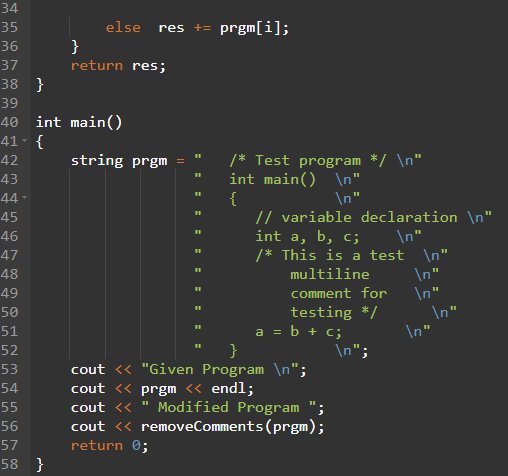 34
35         else  res += prgm[i];
36     }
37     return res;
38 }
39
40 int main()
41 {
42     string prgm = "   /* Test program */ \n"
43                   "   int main()  \n"
44                   "   {           \n"
45                   "      // variable declaration \n"
46                   "      int a, b, c;    \n"
47                   "      /* This is a test  \n"
48                   "          multiline     \n"
49                   "          comment for   \n"
50                   "          testing */      \n"
51                   "      a = b + c;       \n"
52                   "   }           \n";
53     cout << "Given Program \n";
54     cout << prgm << endl;
55     cout << " Modified Program ";
56     cout << removeComments(prgm);
57     return 0;
58 }